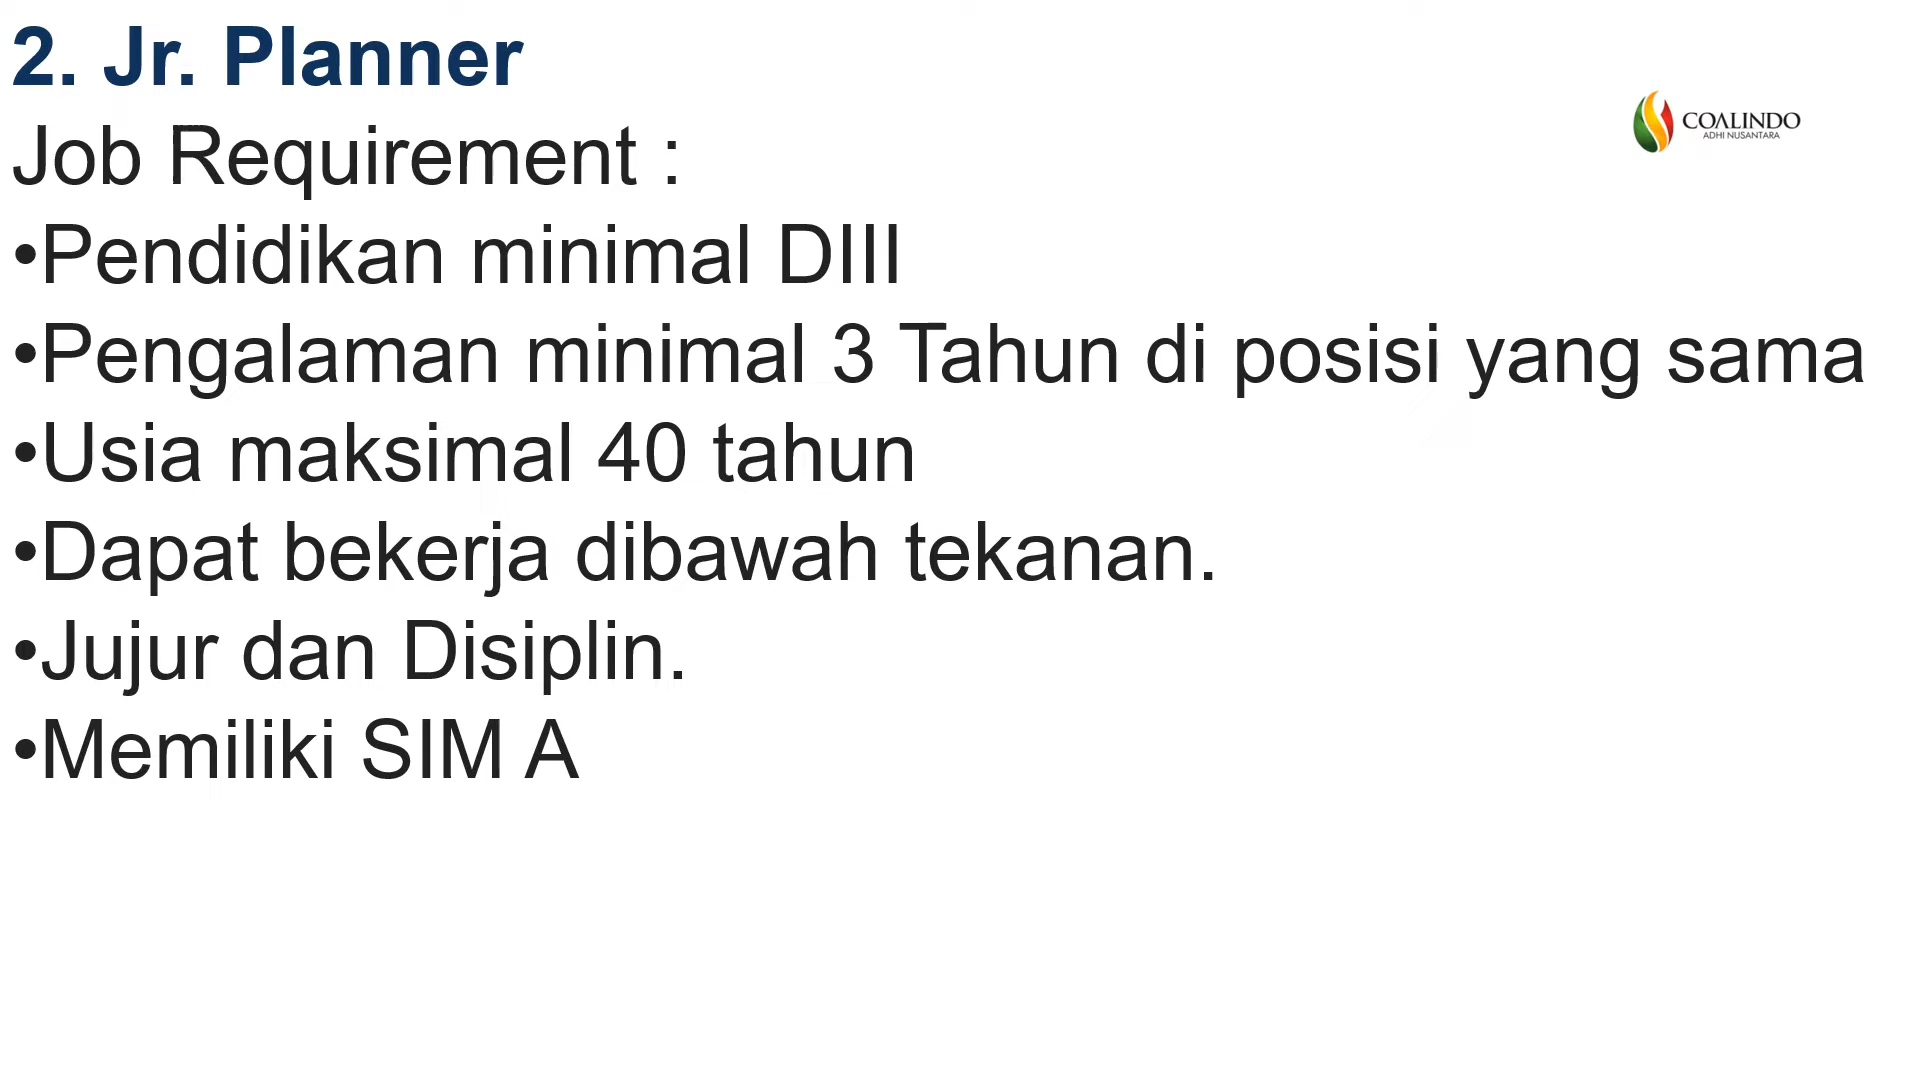 2. Jr. Planner
COALINDO
ADHI NUSANTARA
Job Requirement :
•Pendidikan minimal DIII
•Pengalaman minimal 3 Tahun di posisi yang sama
•Usia maksimal 40 tahun
•Dapat bekerja dibawah tekanan.
•Jujur dan Disiplin.
•Memiliki SIM A